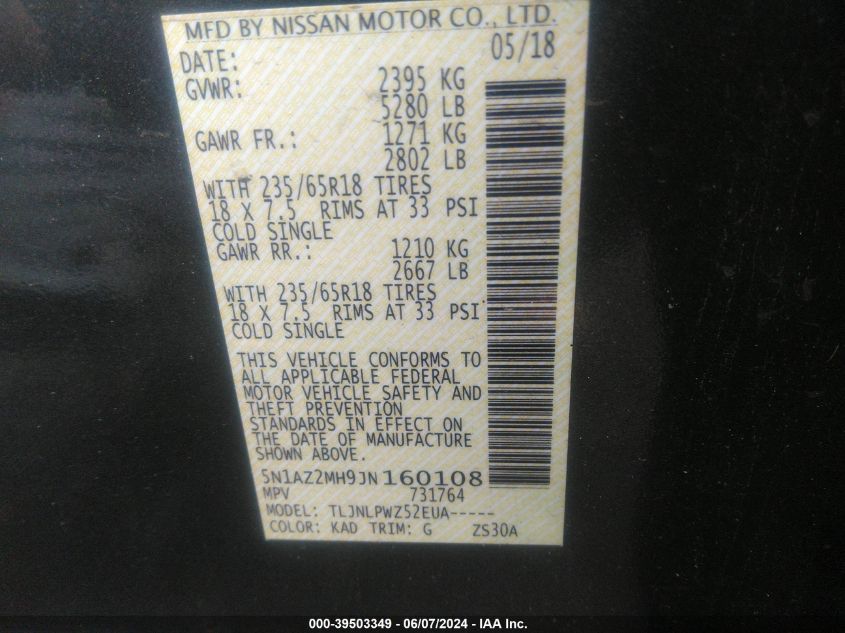 MFD BY NISSAN MOTOR CO., LTD.
DATE: 05/18
GVWR: 2395 KG
5280 LB
GAWR FR.: 1271 KG
2802 LB
WITH 235/65R18 TIRES
18 X 7.5 RIMS AT 33 PSI
COLD SINGLE
GAWR RR.: 1210 KG
2667 LB
WITH 235/65R18 TIRES
18 X 7.5 RIMS AT 33 PSI
COLD SINGLE
THIS VEHICLE CONFORMS TO
ALL APPLICABLE FEDERAL
MOTOR VEHICLE SAFETY AND
THEFT PREVENTION
STANDARDS IN EFFECT ON
THE DATE OF MANUFACTURE
SHOWN ABOVE.
5N1AZ2MH9JN160108
MPV 731764
MODEL: TLJNLPWZ52EUA-----
COLOR: KAD TRIM: G ZS30A
000-39503349 - 06/07/2024 - IAA Inc.